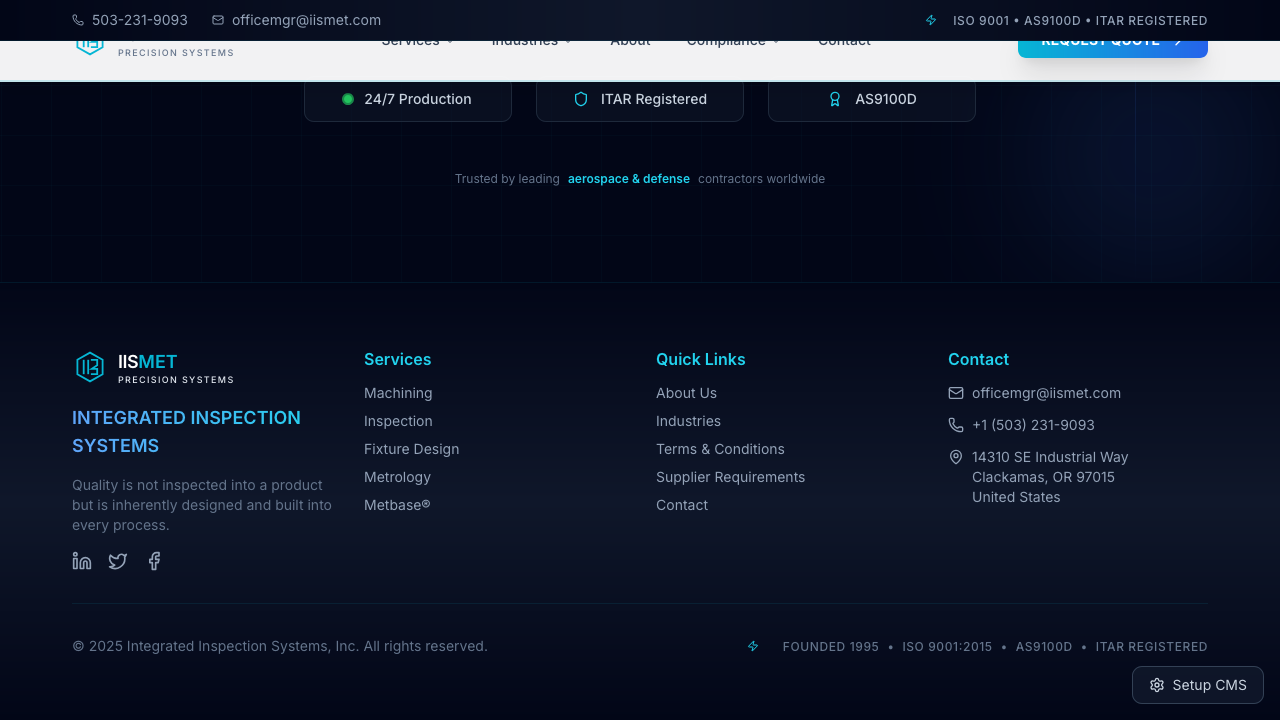 503-231-9093 officemgr@iismet.com ISO 9001 • AS9100D • ITAR REGISTERED
Services Industries About Compliance Contact REQUEST QUOTE
PRECISION SYSTEMS
24/7 Production ITAR Registered AS9100D
Trusted by leading aerospace & defense contractors worldwide
IISMET
PRECISION SYSTEMS
INTEGRATED INSPECTION
SYSTEMS
Quality is not inspected into a product
but is inherently designed and built into
every process.
Services
Machining
Inspection
Fixture Design
Metrology
Metbase®
Quick Links
About Us
Industries
Terms & Conditions
Supplier Requirements
Contact
Contact
officemgr@iismet.com
+1 (503) 231-9093
14310 SE Industrial Way
Clackamas, OR 97015
United States
© 2025 Integrated Inspection Systems, Inc. All rights reserved.
FOUNDED 1995 • ISO 9001:2015 • AS9100D • ITAR REGISTERED
Setup CMS